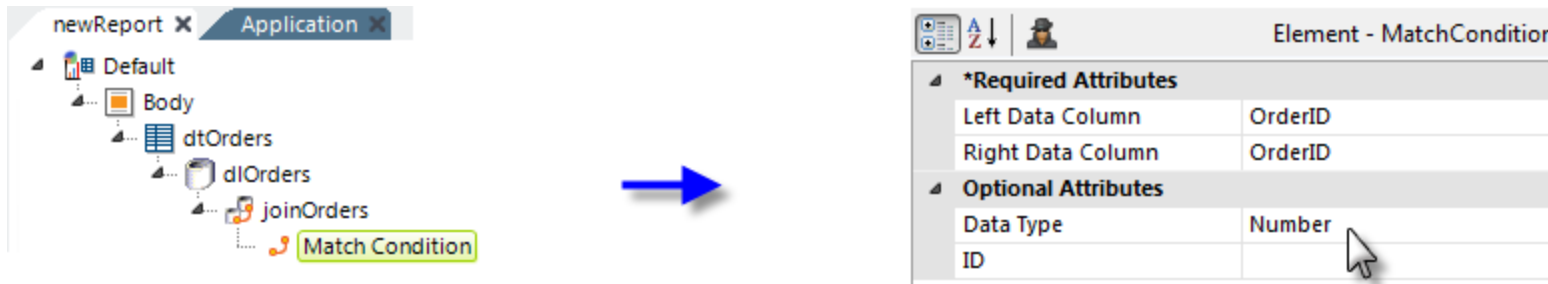 newReport Application
Default
Body
dtOrders
dlOrders
joinOrders
Match Condition
A
Z
Element - MatchCondition
*Required Attributes
Left Data Column OrderID
Right Data Column OrderID
Optional Attributes
Data Type Number
ID